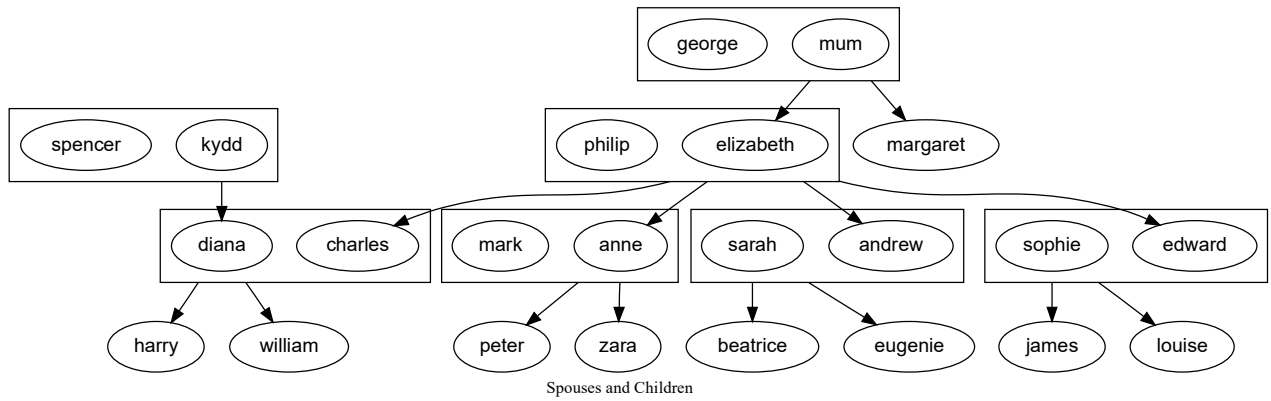 george mum
spencer kydd philip elizabeth margaret
diana charles mark anne sarah andrew sophie edward
harry william peter zara beatrice eugenie james louise
Spouses and Children